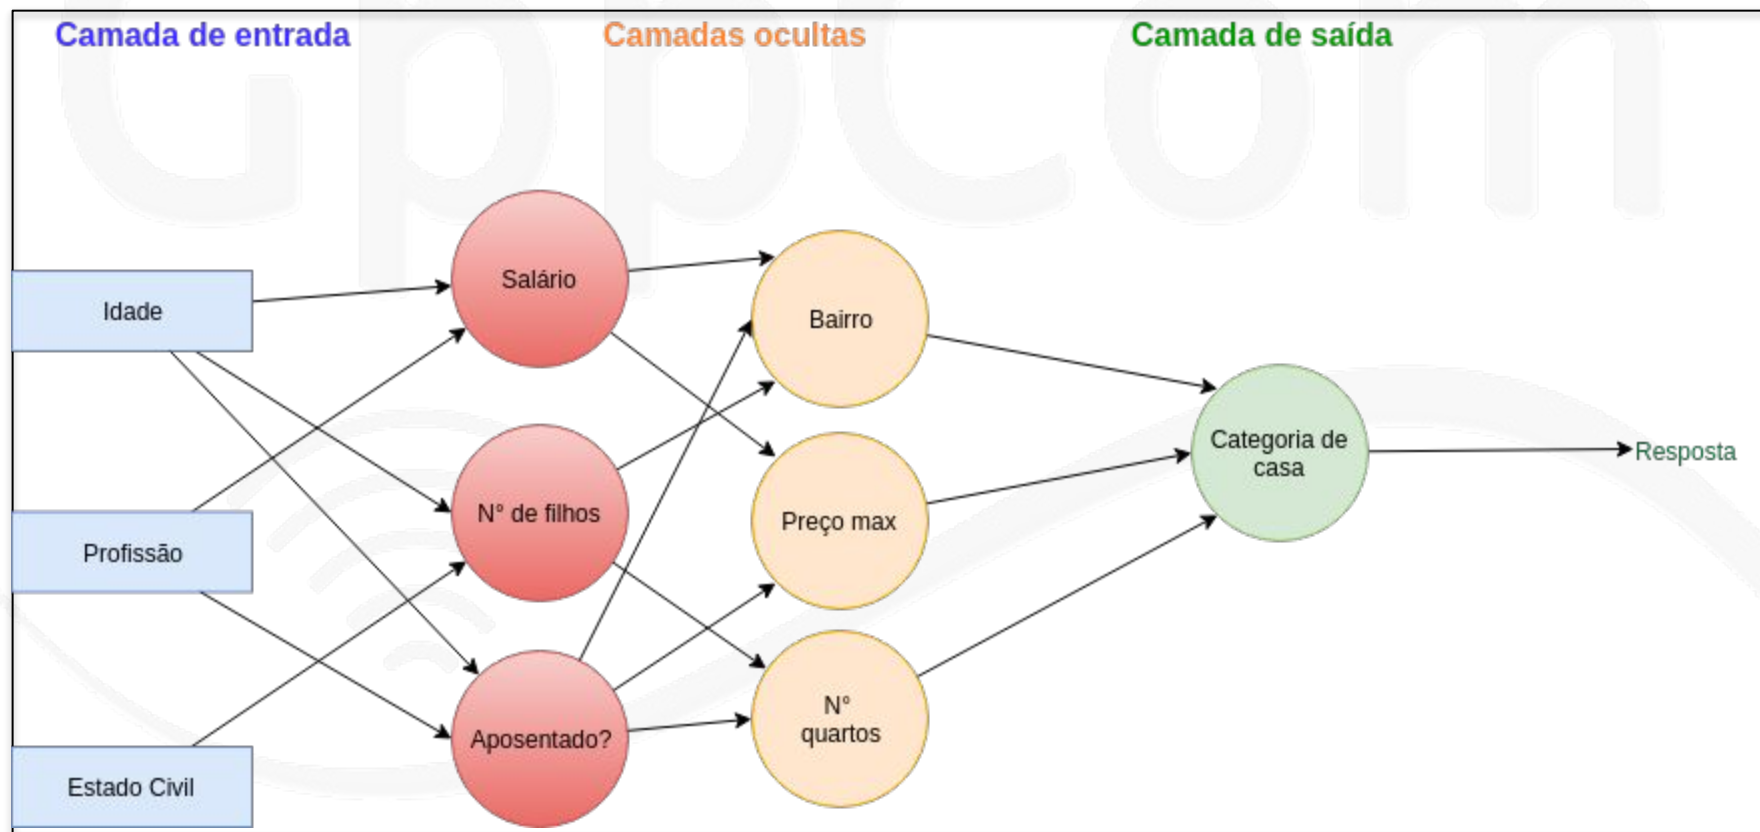 GppCom
Camada de entrada
Camadas ocultas
Camada de saída
Idade
Profissão
Estado Civil
Salário
N° de filhos
Aposentado?
Bairro
Preço max
N°
quartos
Categoria de
casa
Resposta